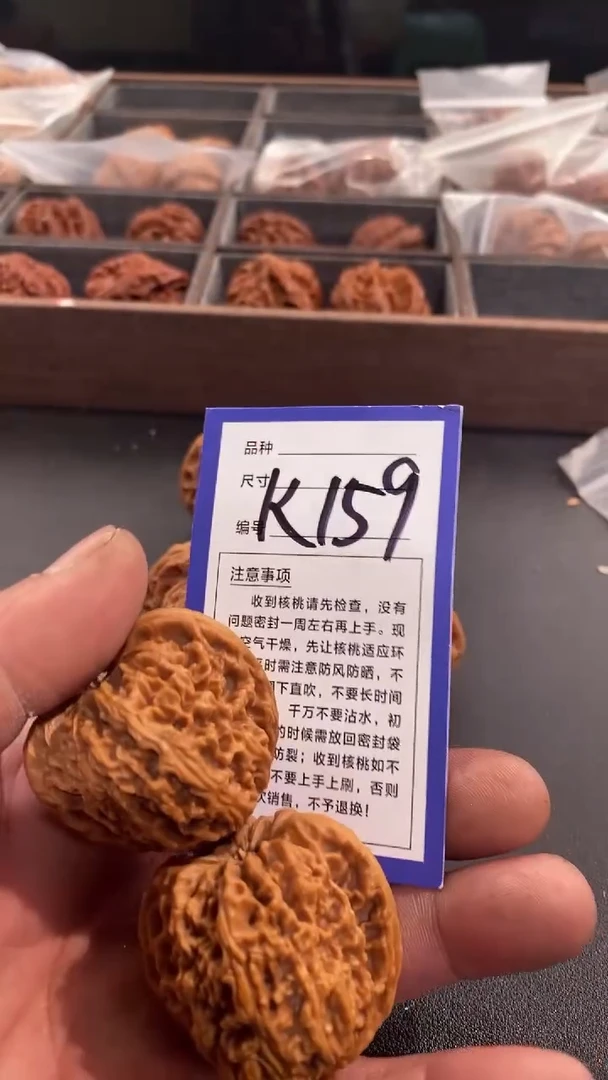 品种
尺寸
编号 K159
注意事项
收到核桃请先检查，没有
问题密封一周左右再上手。现
空气干燥，先让核桃适应环
时需注意防风防晒，不
下直吹，不要长时间
千万不要沾水，初
的时候需放回密封袋
防裂；收到核桃如不
不要上手上刷，否则
次销售，不予退换！